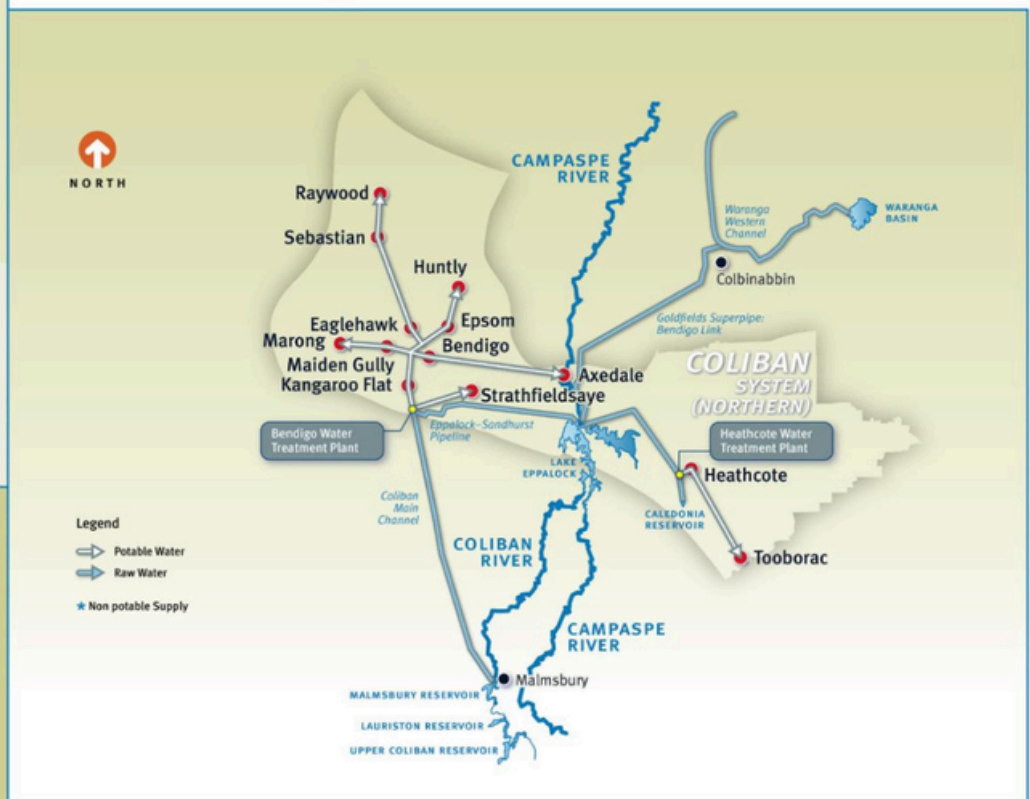 NORTH
CAMPASPE
RIVER
Raywood
Sebastian
Huntly
Waranga
Western
Channel
WARANGA
BASIN
Colbinabbin
Eaglehawk
Epsom
Marong
Bendigo
Maiden Gully
Kangaroo Flat
Goldfields Superpipe:
Bendigo Link
COLIBAN
SYSTEM
(NORTHERN)
Axedale
Strathfieldsaye
Bendigo Water
Treatment Plant
Eppalock–Sandhurst
Pipeline
Heathcote Water
Treatment Plant
LAKE
EPPALOCK
Heathcote
Coliban
Main
Channel
CALEDONIA
RESERVOIR
Legend
Potable Water
Raw Water
Non potable Supply
COLIBAN
RIVER
Tooborac
CAMPASPE
RIVER
Malmsbury
MALMSBURY RESERVOIR
LAURISTON RESERVOIR
UPPER COLIBAN RESERVOIR